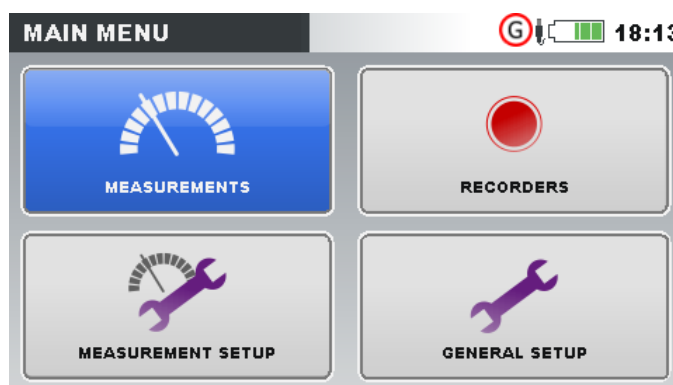 MAIN MENU
G 18:13
MEASUREMENTS
RECORDERS
MEASUREMENT SETUP
GENERAL SETUP